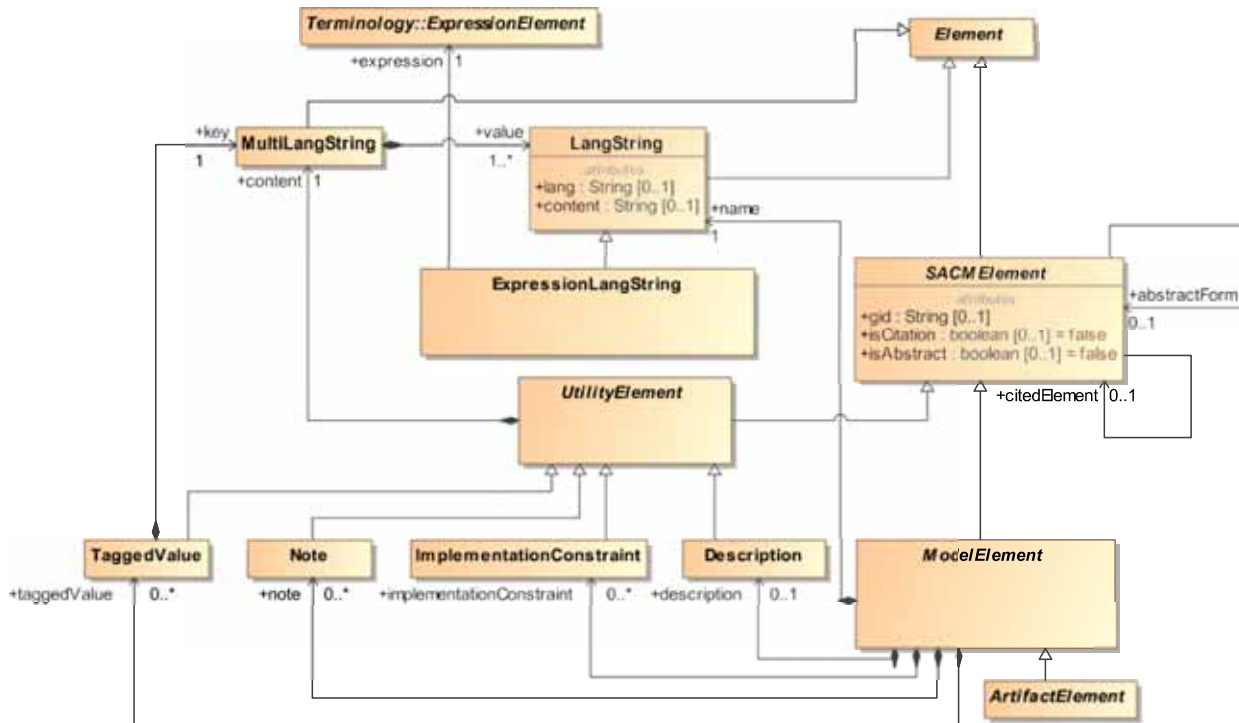 Terminology::ExpressionElement
Element
+expression 1
+key
MultiLangString
+value
LangString
1
1..*
attributes
+content 1
+lang : String [0..1]
+content : String [0..1]
+name
1
ExpressionLangString
SACMElement
attributes
+abstractForm
+gid : String [0..1]
0..1
+isCitation : boolean [0..1] = false
+isAbstract : boolean [0..1] = false
UtilityElement
+citedElement 0..1
TaggedValue
Note
ImplementationConstraint
Description
ModelElement
+taggedValue 0..*
+note 0..*
+implementationConstraint 0..*
+description 0..1
ArtifactElement